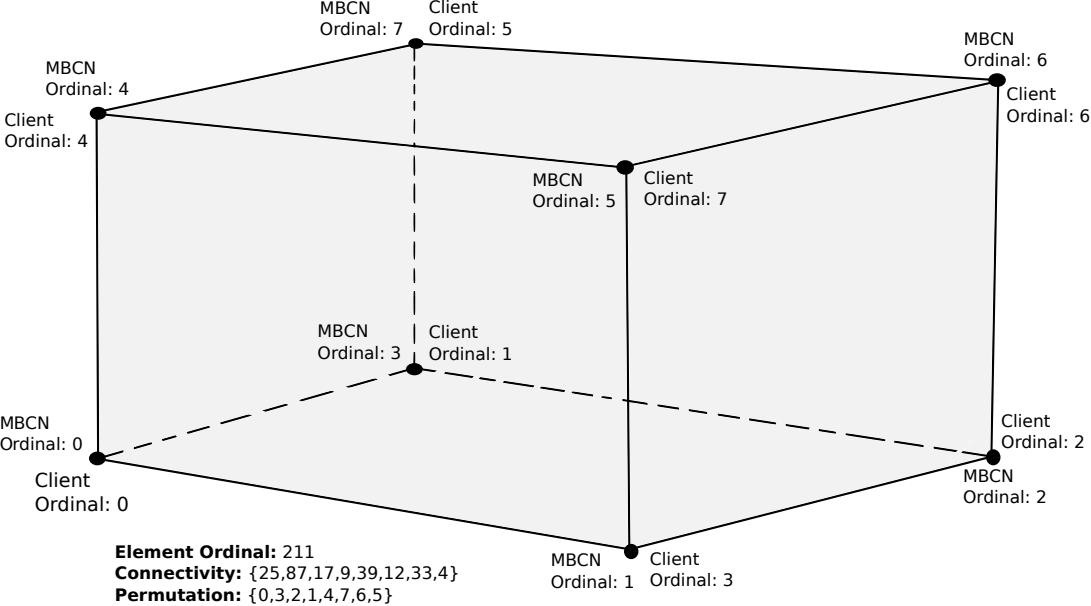 MBCN
Ordinal: 7
Client
Ordinal: 5
MBCN
Ordinal: 6
Client
Ordinal: 6
MBCN
Ordinal: 4
Client
Ordinal: 4
MBCN
Ordinal: 5
Client
Ordinal: 7
MBCN
Ordinal: 3
Client
Ordinal: 1
MBCN
Ordinal: 0
Client
Ordinal: 0
Client
Ordinal: 2
MBCN
Ordinal: 2
MBCN
Ordinal: 1
Client
Ordinal: 3
Element Ordinal: 211
Connectivity: {25,87,17,9,39,12,33,4}
Permutation: {0,3,2,1,4,7,6,5}